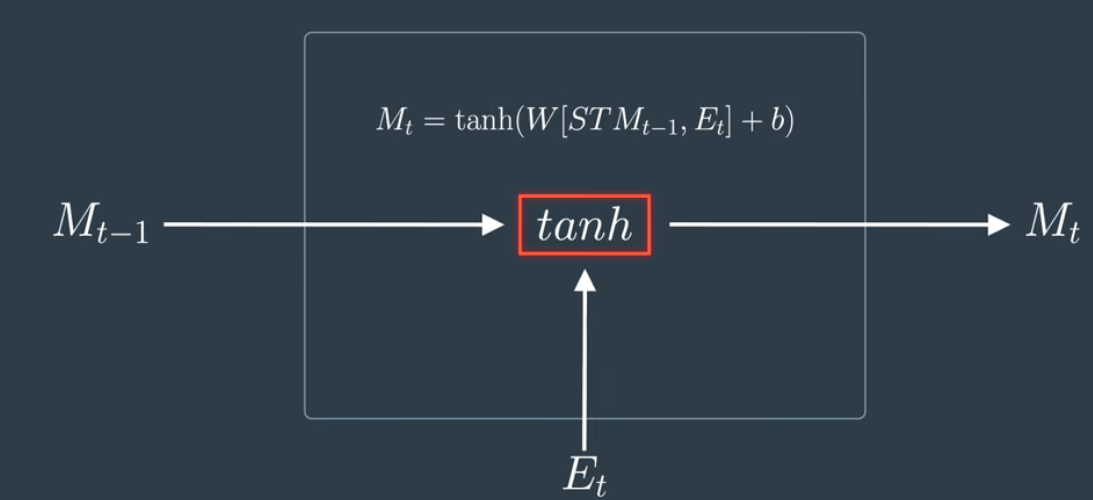 M_t = tanh(W[STM_{t−1}, E_t] + b)
M_{t−1} tanh M_t
E_t